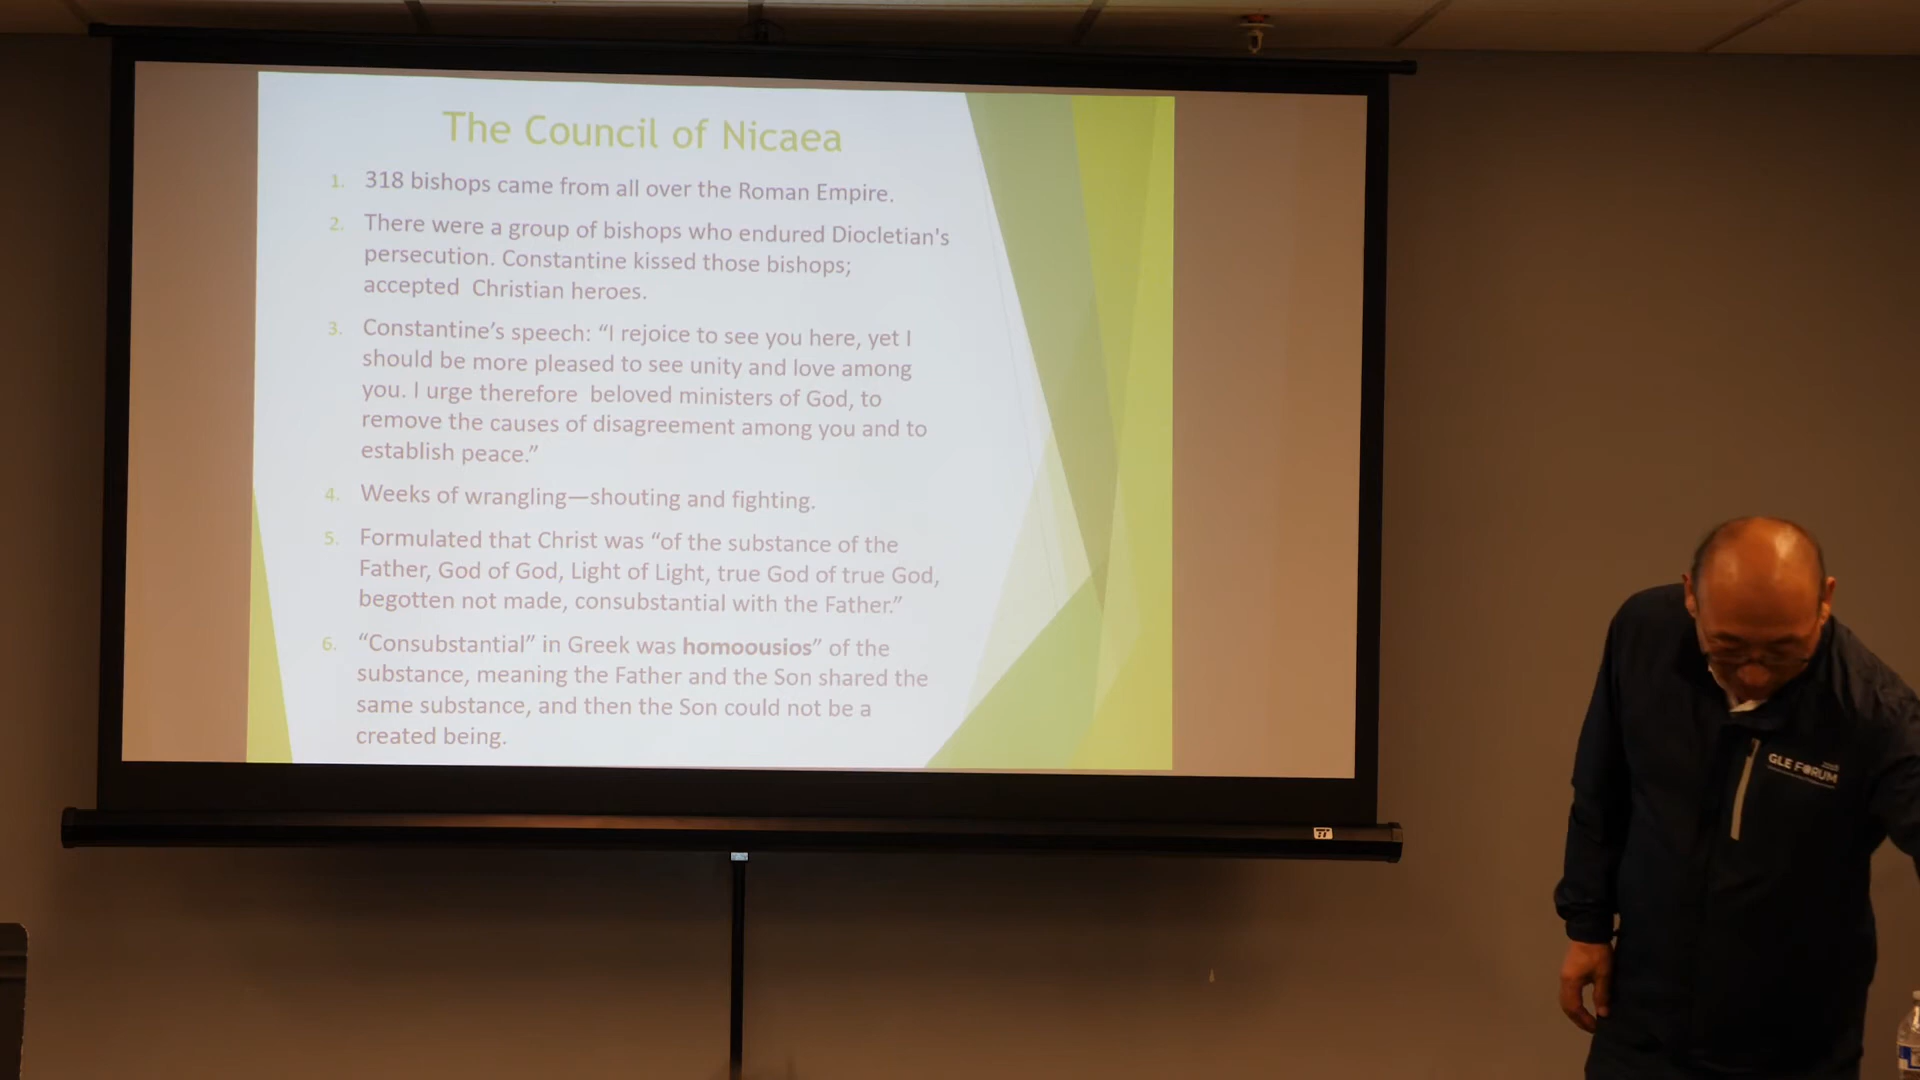 The Council of Nicaea
1. 318 bishops came from all over the Roman Empire.
2. There were a group of bishops who endured Diocletian's
persecution. Constantine kissed those bishops;
accepted Christian heroes.
3. Constantine’s speech: “I rejoice to see you here, yet I
should be more pleased to see unity and love among
you. I urge therefore beloved ministers of God, to
remove the causes of disagreement among you and to
establish peace.”
4. Weeks of wrangling—shouting and fighting.
5. Formulated that Christ was “of the substance of the
Father, God of God, Light of Light, true God of true God,
begotten not made, consubstantial with the Father.”
6. “Consubstantial” in Greek was homoousios” of the
substance, meaning the Father and the Son shared the
same substance, and then the Son could not be a
created being.
GLE FORUM